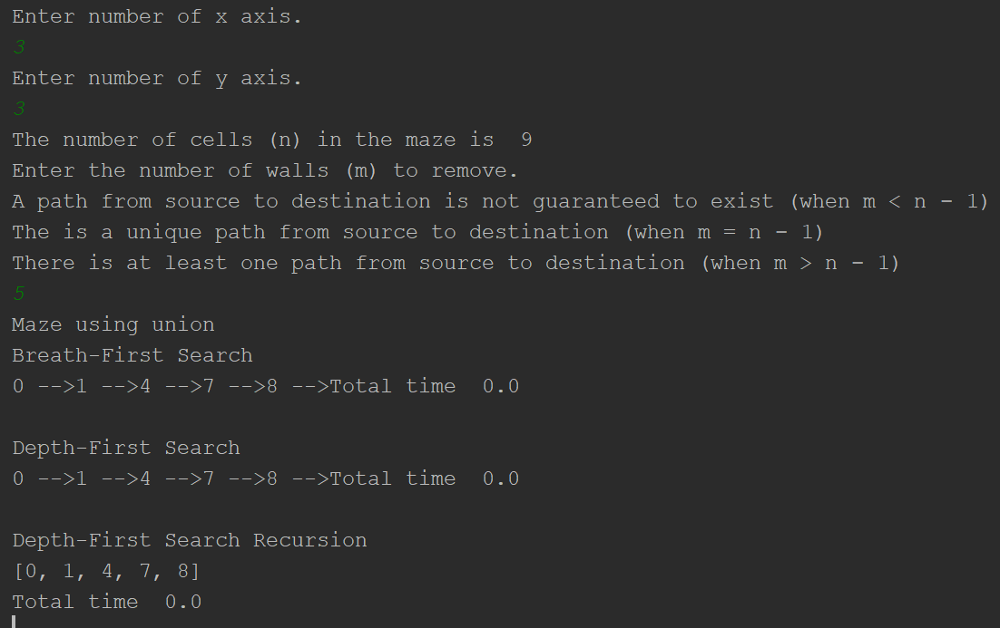 Enter number of x axis.
3
Enter number of y axis.
3
The number of cells (n) in the maze is  9
Enter the number of walls (m) to remove.
A path from source to destination is not guaranteed to exist (when m < n - 1)
The is a unique path from source to destination (when m = n - 1)
There is at least one path from source to destination (when m > n - 1)
5
Maze using union
Breath-First Search
0 -->1 -->4 -->7 -->8 -->Total time  0.0
Depth-First Search
0 -->1 -->4 -->7 -->8 -->Total time  0.0
Depth-First Search Recursion
[0, 1, 4, 7, 8]
Total time  0.0